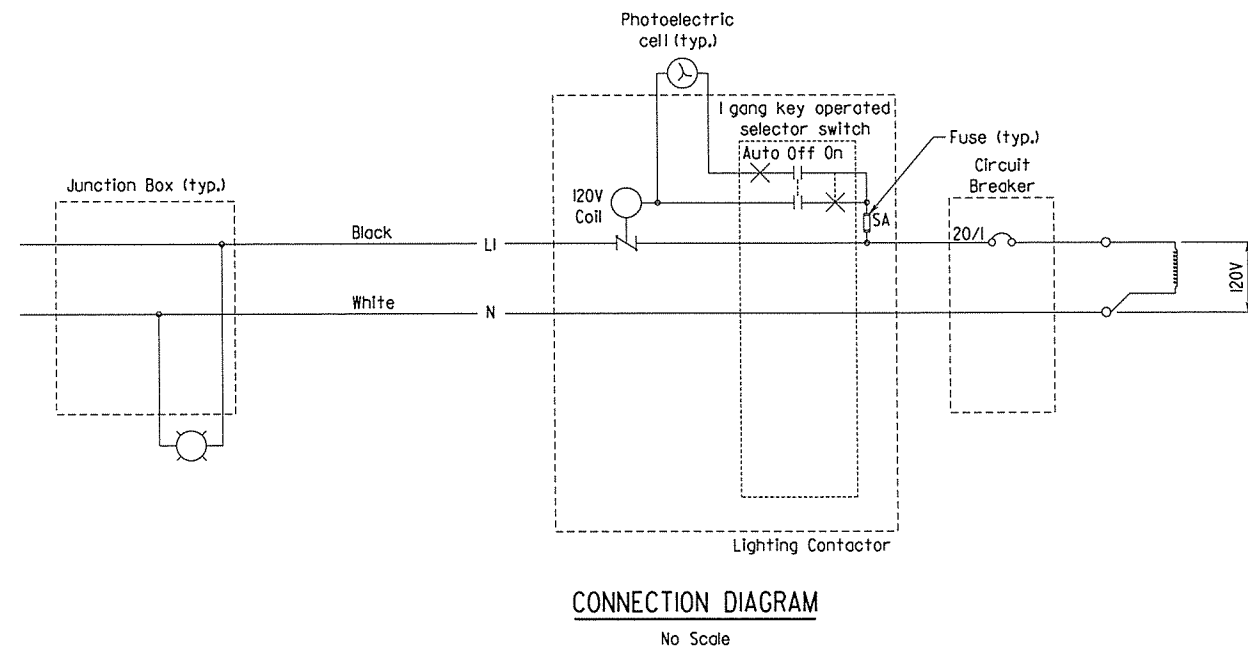 Photoelectric
cell (typ.)
1 gang key operated
selector switch
Auto Off On
Fuse (typ.)
Circuit
Breaker
Junction Box (typ.)
120V
Coil
5A
Black
L1
20/1
120V
White
N
Lighting Contactor
CONNECTION DIAGRAM
No Scale